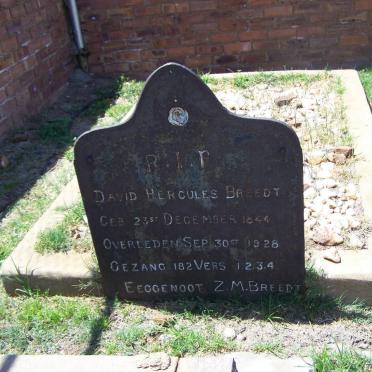 R.I.P.
DAVID HERCULES BREEDT
GEB 23ST DECEMBER 1844
OVERLEDEN SEP 30ST 1928
GEZANG 182 VERS 1.2.3.4
EEGGENOOT Z.M.BREEDT